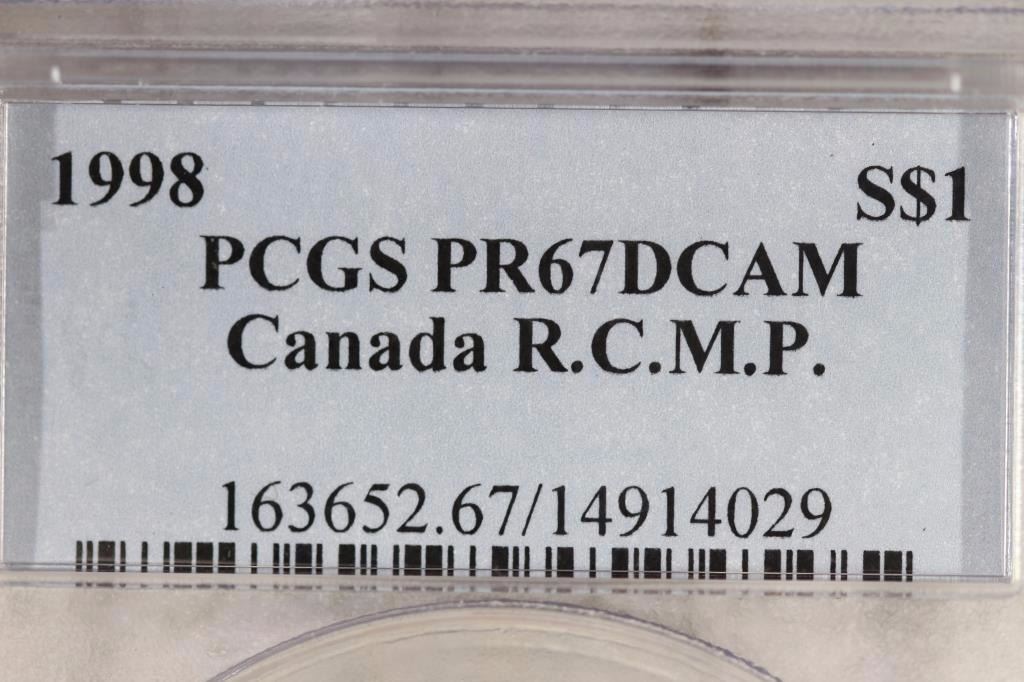 1998 S$1
PCGS PR67DCAM
Canada R.C.M.P.
163652.67/14914029